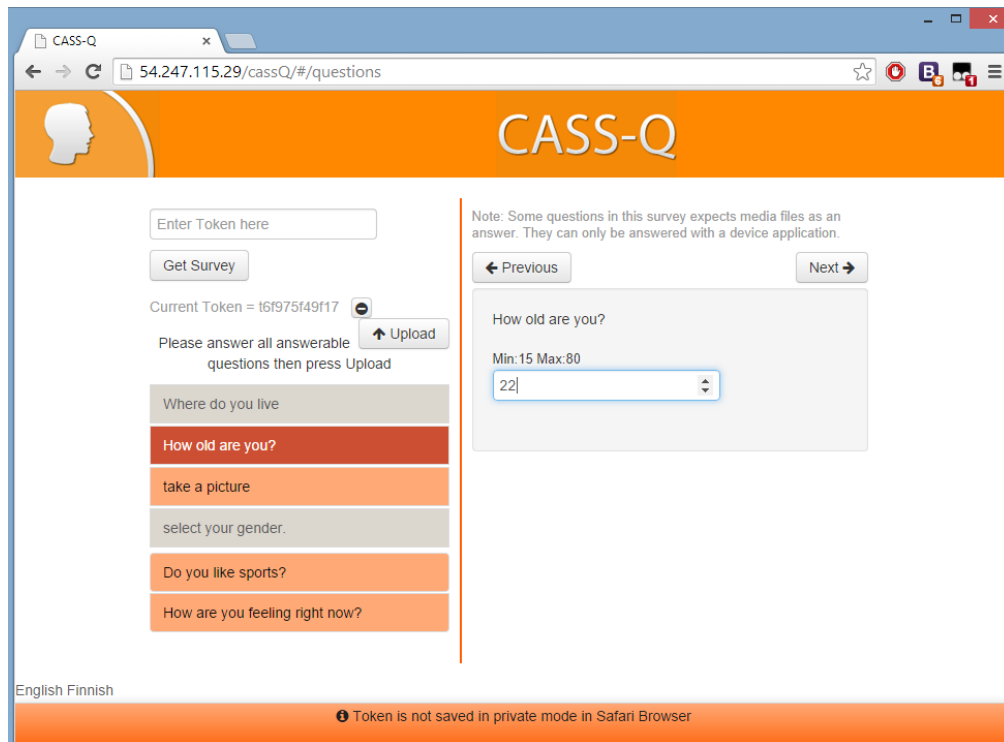 CASS-Q
54.247.115.29/cassQ/#/questions
6
1
CASS-Q
Enter Token here
Get Survey
Current Token = t6f975f49f17
Please answer all answerable
questions then press Upload
Upload
Where do you live
How old are you?
take a picture
select your gender.
Do you like sports?
How are you feeling right now?
Note: Some questions in this survey expects media files as an
answer. They can only be answered with a device application.
Previous
Next
How old are you?
Min:15 Max:80
22
English Finnish
Token is not saved in private mode in Safari Browser